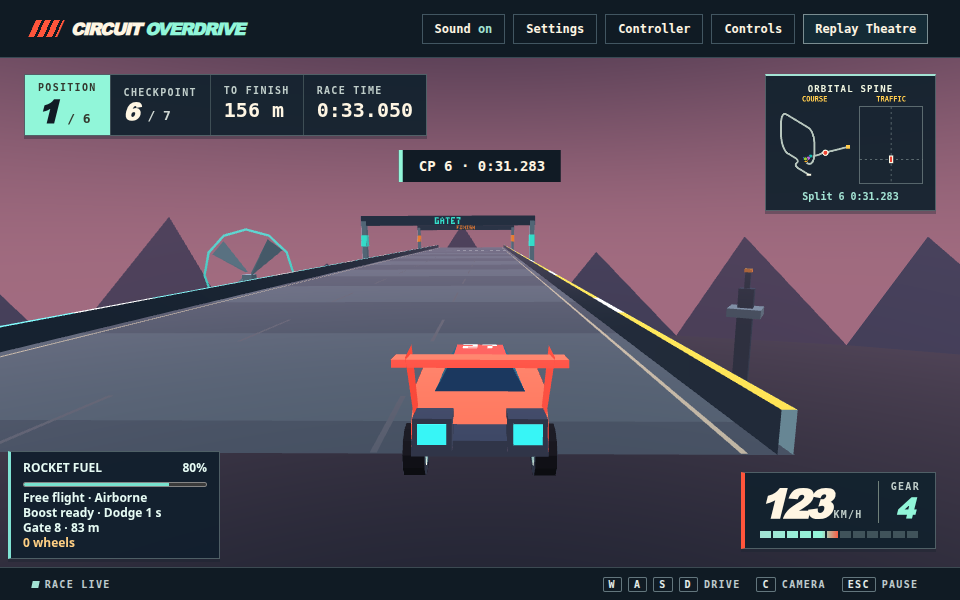 CIRCUIT OVERDRIVE
Sound on
Settings
Controller
Controls
Replay Theatre
POSITION
1 / 6
CHECKPOINT
6 / 7
TO FINISH
156 m
RACE TIME
0:33.050
ORBITAL SPINE
COURSE
TRAFFIC
Split 6 0:31.283
CP 6 · 0:31.283
GATE7
FINISH
ROCKET FUEL 80%
Free flight · Airborne
Boost ready · Dodge 1 s
Gate 8 · 83 m
0 wheels
123 KM/H
GEAR
4
RACE LIVE
W A S D DRIVE
C CAMERA
ESC PAUSE